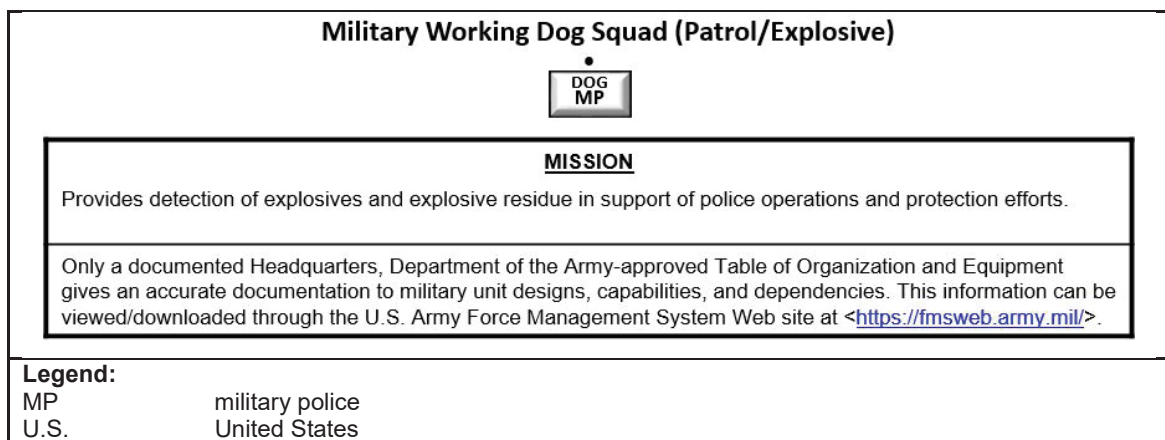 Military Working Dog Squad (Patrol/Explosive)
DOG
MP
MISSION
Provides detection of explosives and explosive residue in support of police operations and protection efforts.
Only a documented Headquarters, Department of the Army-approved Table of Organization and Equipment
gives an accurate documentation to military unit designs, capabilities, and dependencies. This information can be
viewed/downloaded through the U.S. Army Force Management System Web site at <https://fmsweb.army.mil/>.
Legend:
MP military police
U.S. United States